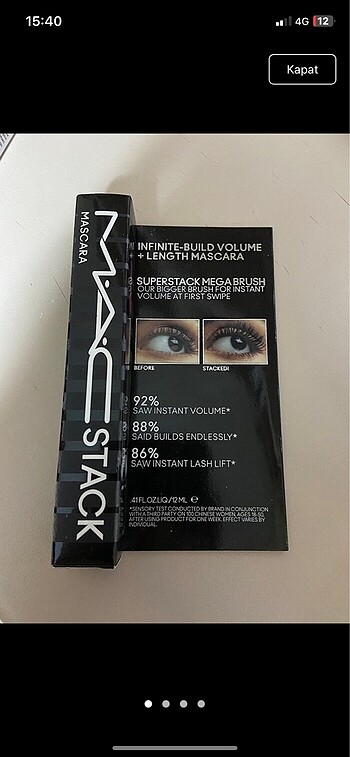 15:40
4G 12
Kapat
MASCARA
MAC STACK
INFINITE-BUILD VOLUME
+ LENGTH MASCARA
SUPERSTACK MEGA BRUSH
OUR BIGGER BRUSH FOR INSTANT
VOLUME AT FIRST SWIPE
BEFORE
STACKED!
92%
SAW INSTANT VOLUME*
88%
SAID BUILDS ENDLESSLY*
86%
SAW INSTANT LASH LIFT*
.41 FL.OZ.LIQ/12 ML ℮
*SENSORY TEST CONDUCTED BY BRAND IN CONJUNCTION
WITH A THIRD PARTY ON 100 CHINESE WOMEN, AGES 18-50,
AFTER USING PRODUCT FOR ONE WEEK. EFFECT VARIES BY
INDIVIDUAL.